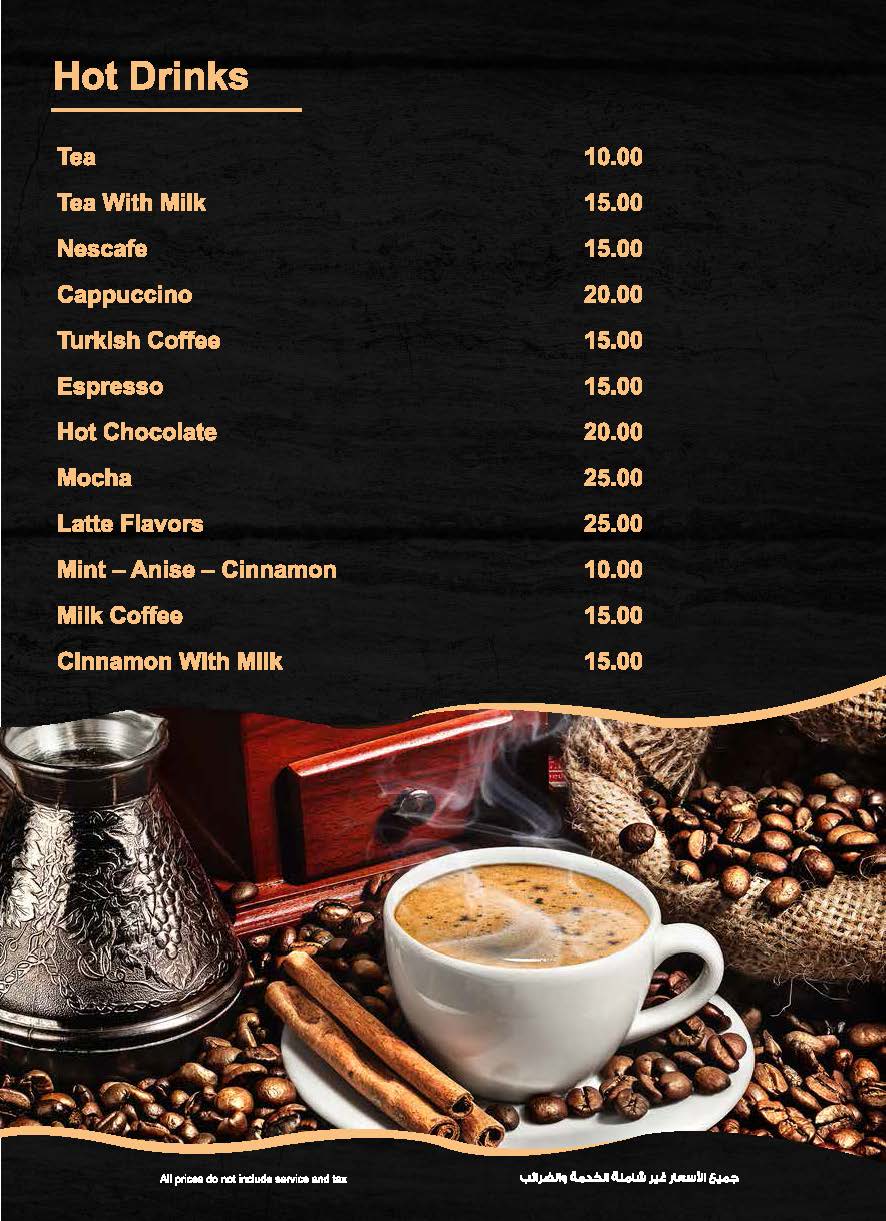 Hot Drinks
Tea 10.00
Tea With Milk 15.00
Nescafe 15.00
Cappuccino 20.00
Turkish Coffee 15.00
Espresso 15.00
Hot Chocolate 20.00
Mocha 25.00
Latte Flavors 25.00
Mint – Anise – Cinnamon 10.00
Milk Coffee 15.00
Cinnamon With Milk 15.00
All prices do not include service and tax
جميع الأسعار غير شاملة الخدمة والضرائب